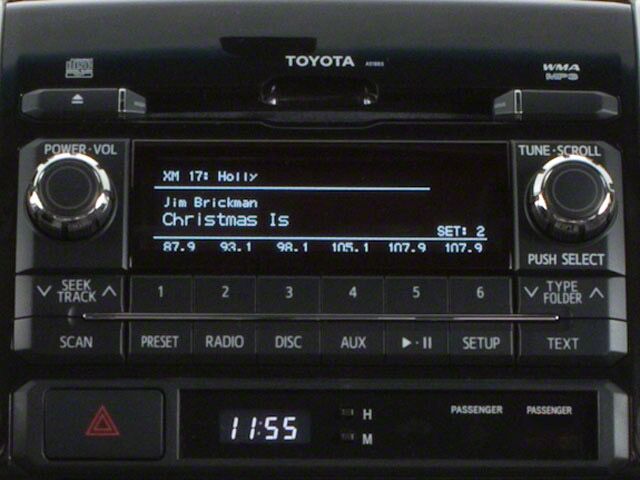 TOYOTA
WMA
MP3
POWER·VOL
TUNE·SCROLL
XM 17: Holly
Jim Brickman
Christmas Is
SET: 2
87.9 93.1 98.1 105.1 107.9 107.9
PUSH SELECT
SEEK
TRACK
1 2 3 4 5 6
TYPE
FOLDER
SCAN PRESET RADIO DISC AUX SETUP TEXT
11:55
H
M
PASSENGER PASSENGER